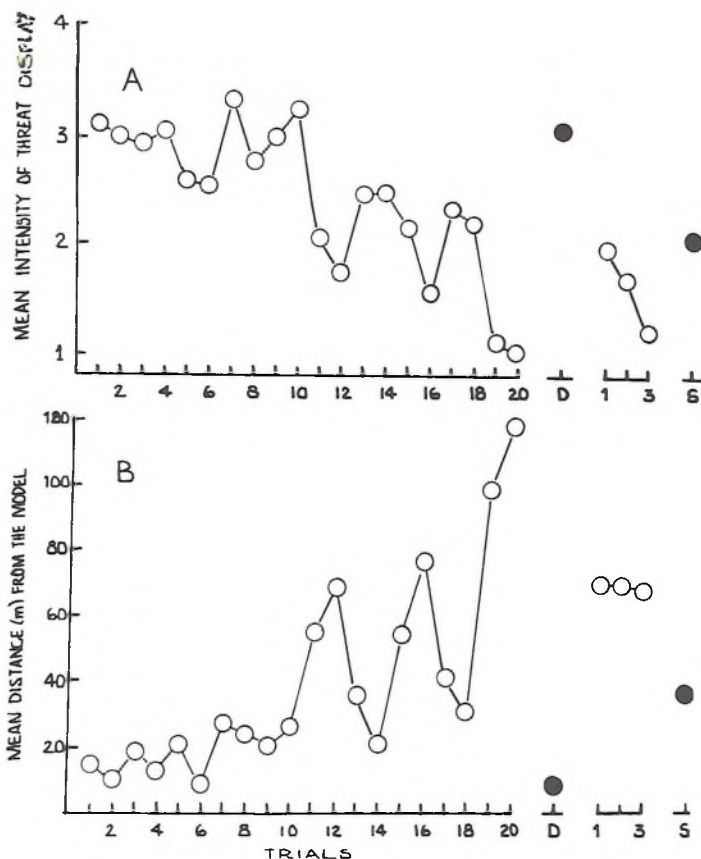 MEAN INTENSITY OF THREAT DISPLAY
4
3
2
1
A
2 4 6 8 10 12 14 16 18 20 D 1 3 S
MEAN DISTANCE (m) FROM THE MODEL
120
100
80
60
40
20
B
2 4 6 8 10 12 14 16 18 20 D 1 3 S
TRIALS